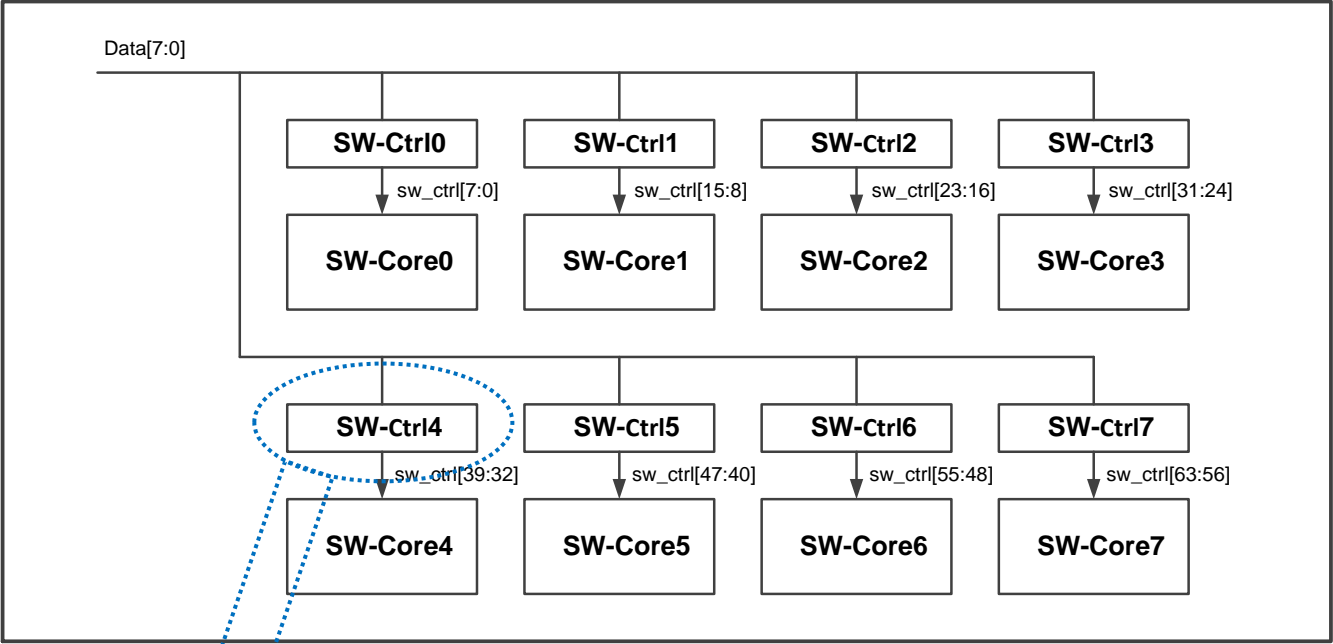 Data[7:0]
SW-Ctrl0 SW-Ctrl1 SW-Ctrl2 SW-Ctrl3
sw_ctrl[7:0] sw_ctrl[15:8] sw_ctrl[23:16] sw_ctrl[31:24]
SW-Core0 SW-Core1 SW-Core2 SW-Core3
SW-Ctrl4 SW-Ctrl5 SW-Ctrl6 SW-Ctrl7
sw_ctrl[39:32] sw_ctrl[47:40] sw_ctrl[55:48] sw_ctrl[63:56]
SW-Core4 SW-Core5 SW-Core6 SW-Core7